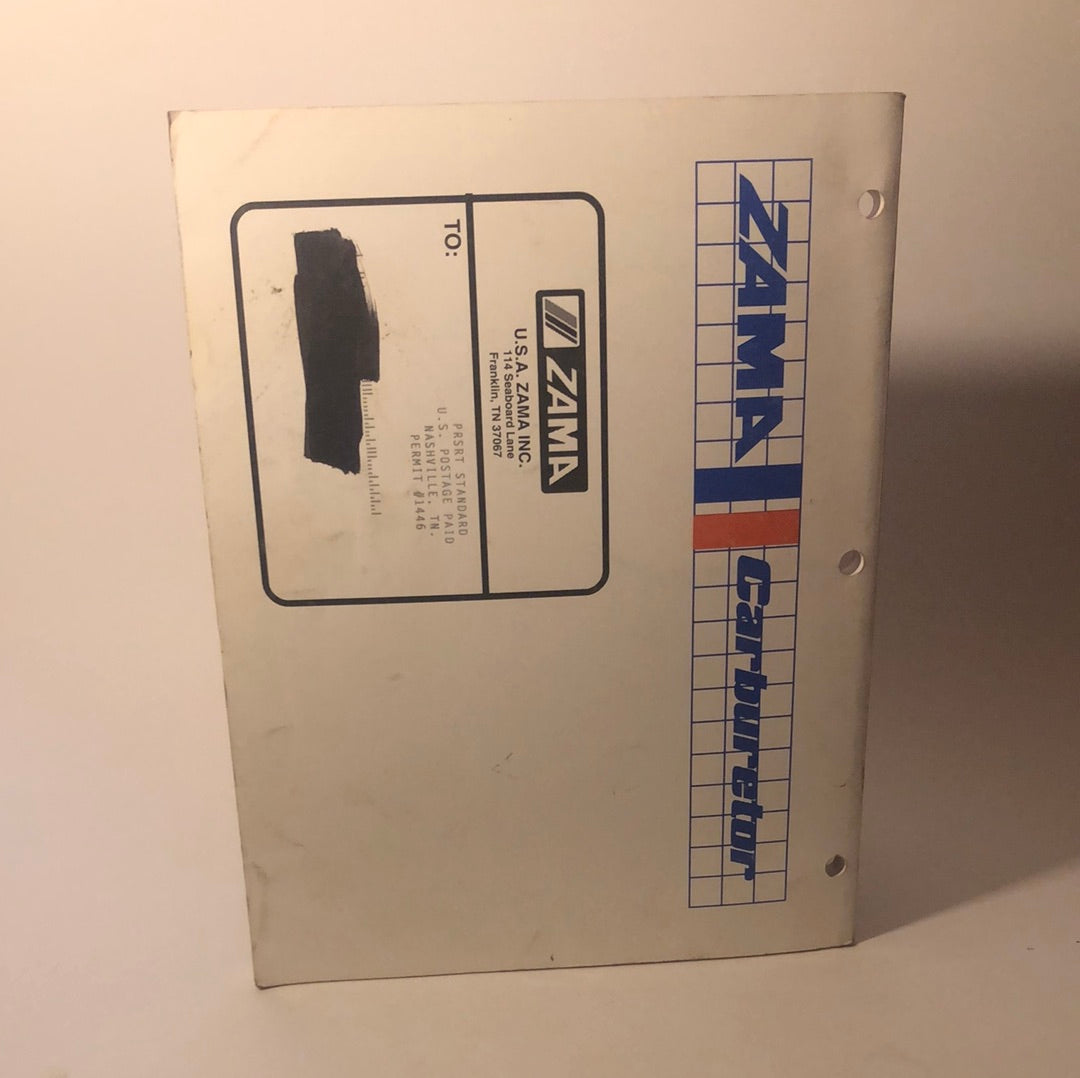 ZAMA Carburetor
ZAMA
U.S.A. ZAMA INC.
114 Seaboard Lane
Franklin, TN 37067
TO:
PRSRT STANDARD
U.S. POSTAGE PAID
NASHVILLE, TN.
PERMIT #1446